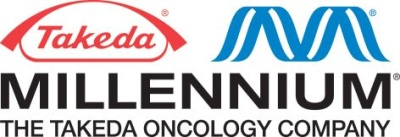 Takeda
MILLENNIUM®
THE TAKEDA ONCOLOGY COMPANY